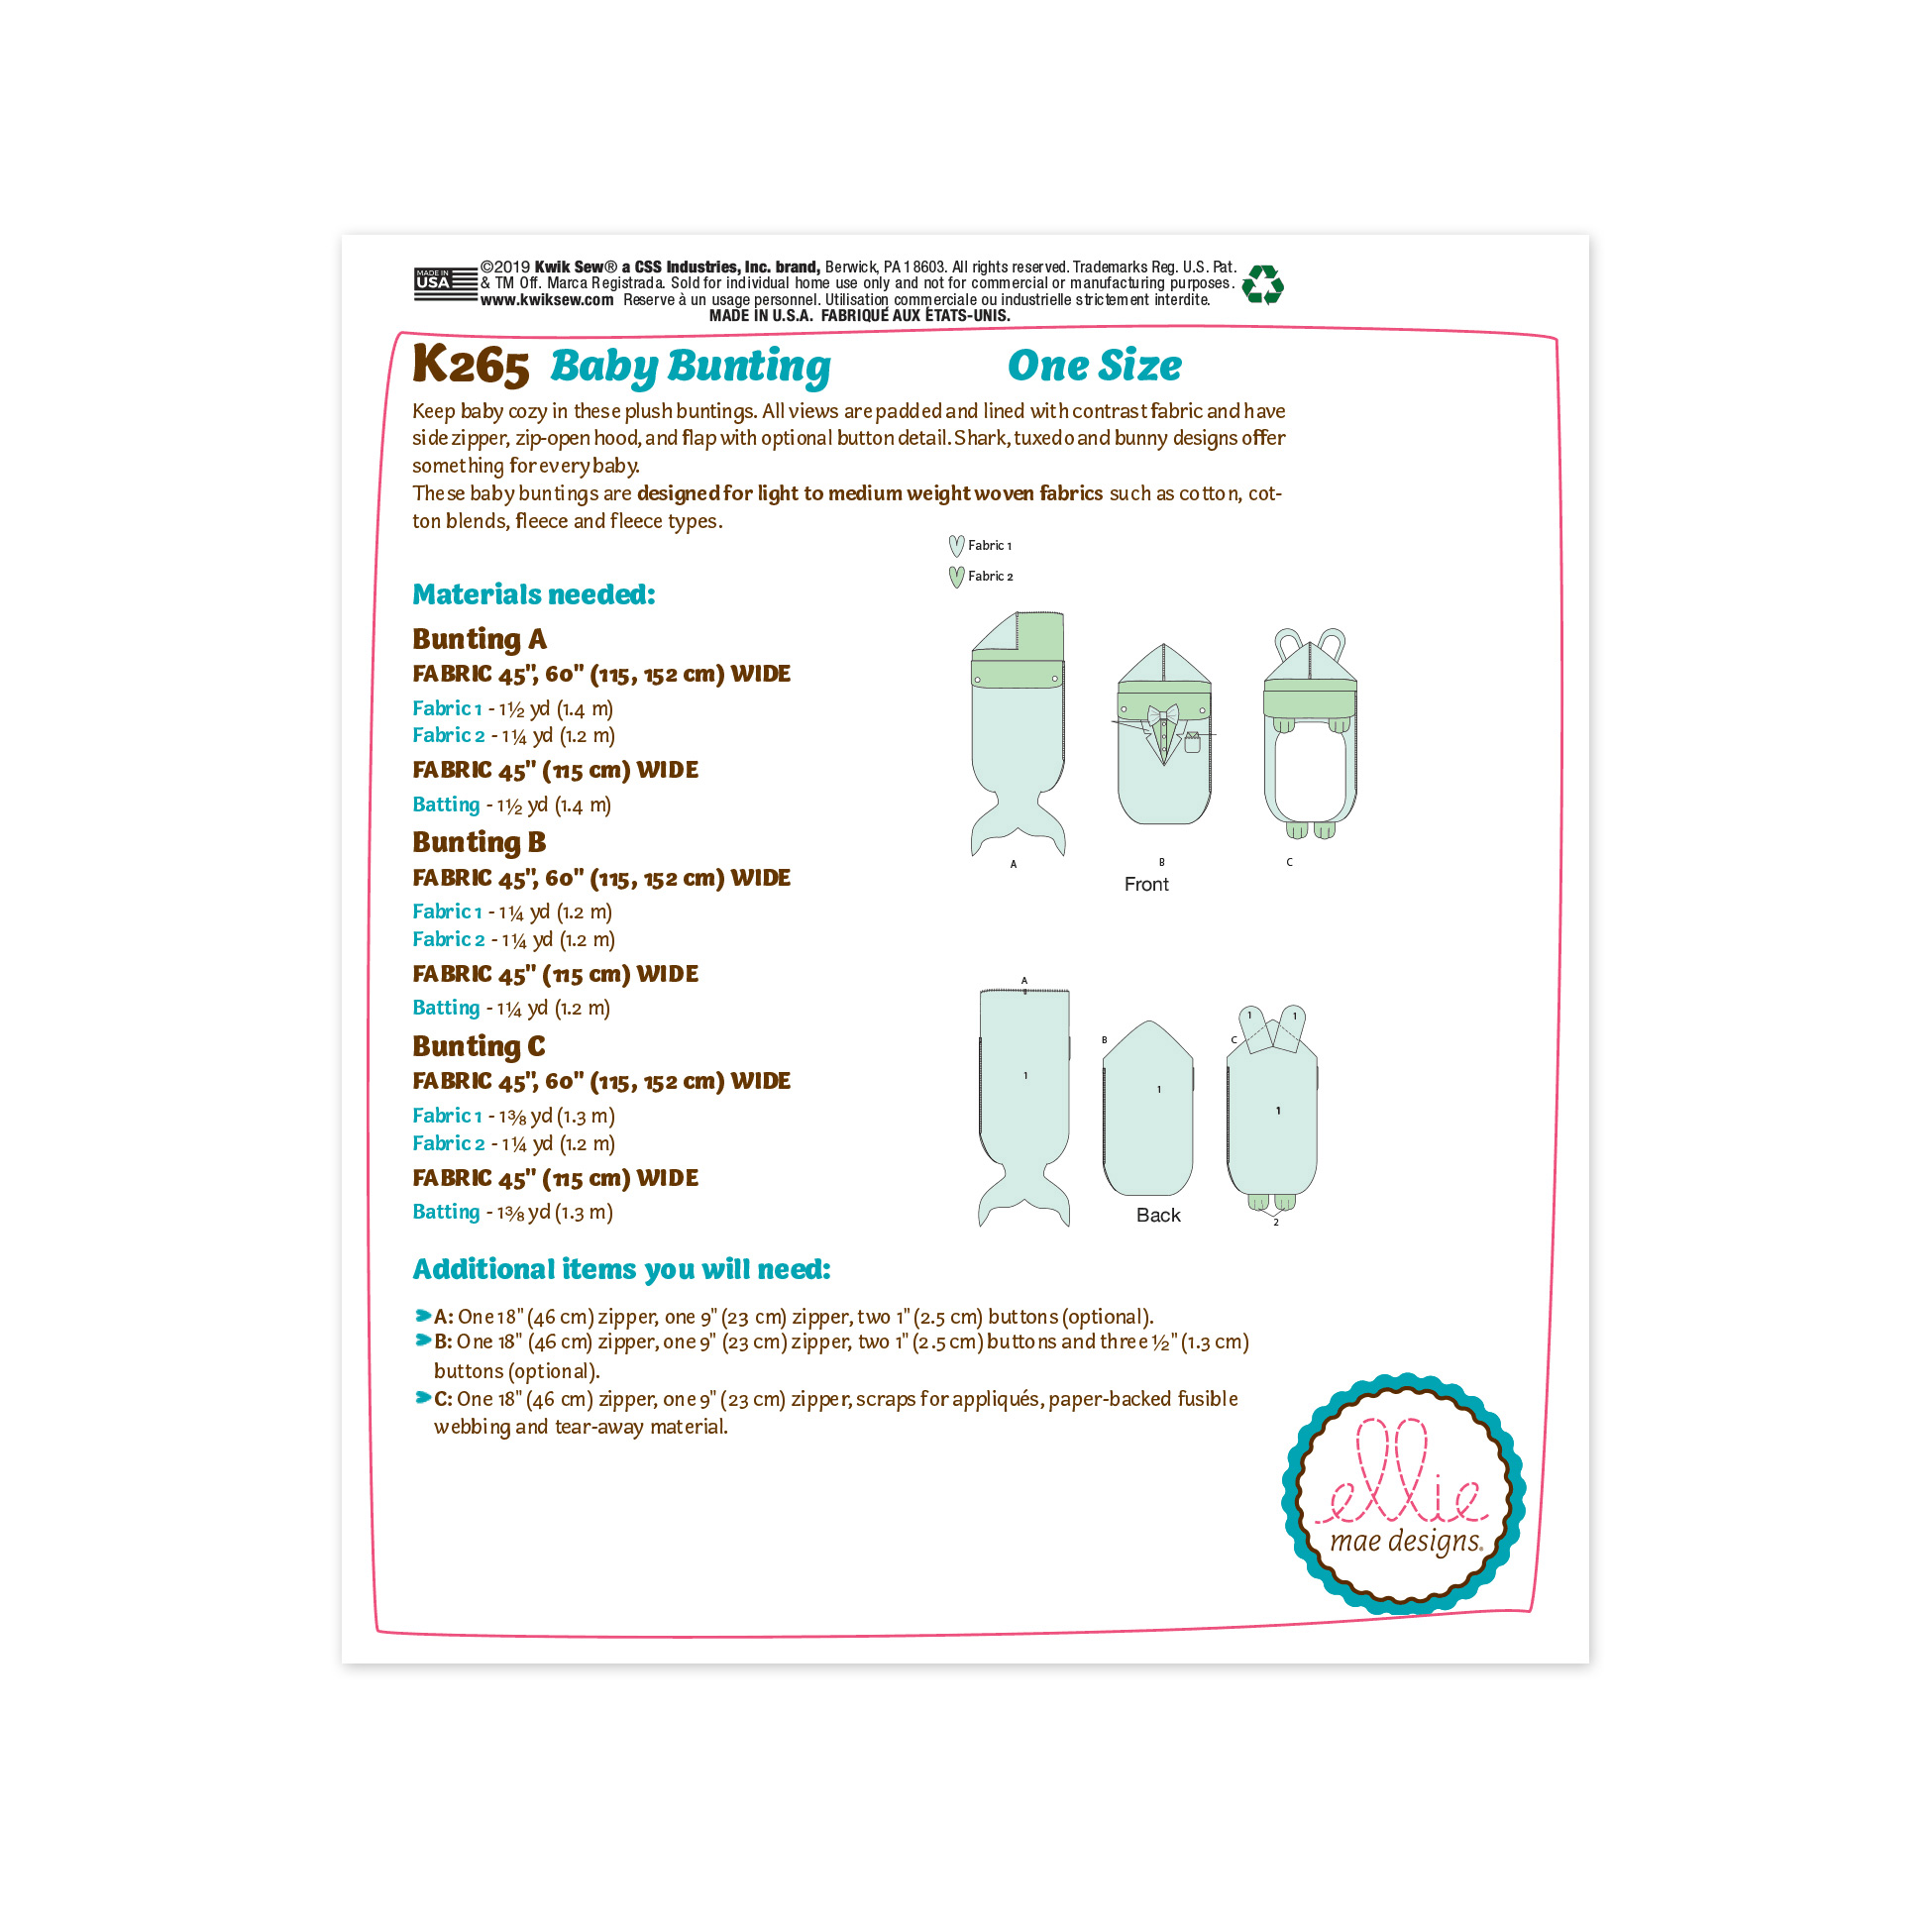 MADE IN
USA
©2019 Kwik Sew® a CSS Industries, Inc. brand, Berwick, PA 18603. All rights reserved. Trademarks Reg. U.S. Pat.
& TM Off. Marca Registrada. Sold for individual home use only and not for commercial or manufacturing purposes.
www.kwiksew.com Reserve à un usage personnel. Utilisation commerciale ou industrielle strictement interdite.
MADE IN U.S.A. FABRIQUÉ AUX ÉTATS-UNIS.
K265 Baby Bunting One Size
Keep baby cozy in these plush buntings. All views are padded and lined with contrast fabric and have
side zipper, zip-open hood, and flap with optional button detail. Shark, tuxedo and bunny designs offer
something for every baby.
These baby buntings are designed for light to medium weight woven fabrics such as cotton, cot-
ton blends, fleece and fleece types.
Fabric 1
Fabric 2
Materials needed:
Bunting A
FABRIC 45", 60" (115, 152 cm) WIDE
Fabric 1 - 1½ yd (1.4 m)
Fabric 2 - 1¼ yd (1.2 m)
FABRIC 45" (115 cm) WIDE
Batting - 1½ yd (1.4 m)
Bunting B
FABRIC 45", 60" (115, 152 cm) WIDE
Fabric 1 - 1¼ yd (1.2 m)
Fabric 2 - 1¼ yd (1.2 m)
FABRIC 45" (115 cm) WIDE
Batting - 1¼ yd (1.2 m)
Bunting C
FABRIC 45", 60" (115, 152 cm) WIDE
Fabric 1 - 1⅜ yd (1.3 m)
Fabric 2 - 1¼ yd (1.2 m)
FABRIC 45" (115 cm) WIDE
Batting - 1⅜ yd (1.3 m)
A
B
C
Front
A
1
B
1
C
1
1
1
2
Back
Additional items you will need:
A: One 18" (46 cm) zipper, one 9" (23 cm) zipper, two 1" (2.5 cm) buttons (optional).
B: One 18" (46 cm) zipper, one 9" (23 cm) zipper, two 1" (2.5 cm) buttons and three ½" (1.3 cm)
buttons (optional).
C: One 18" (46 cm) zipper, one 9" (23 cm) zipper, scraps for appliqués, paper-backed fusible
webbing and tear-away material.
ellie
mae designs®